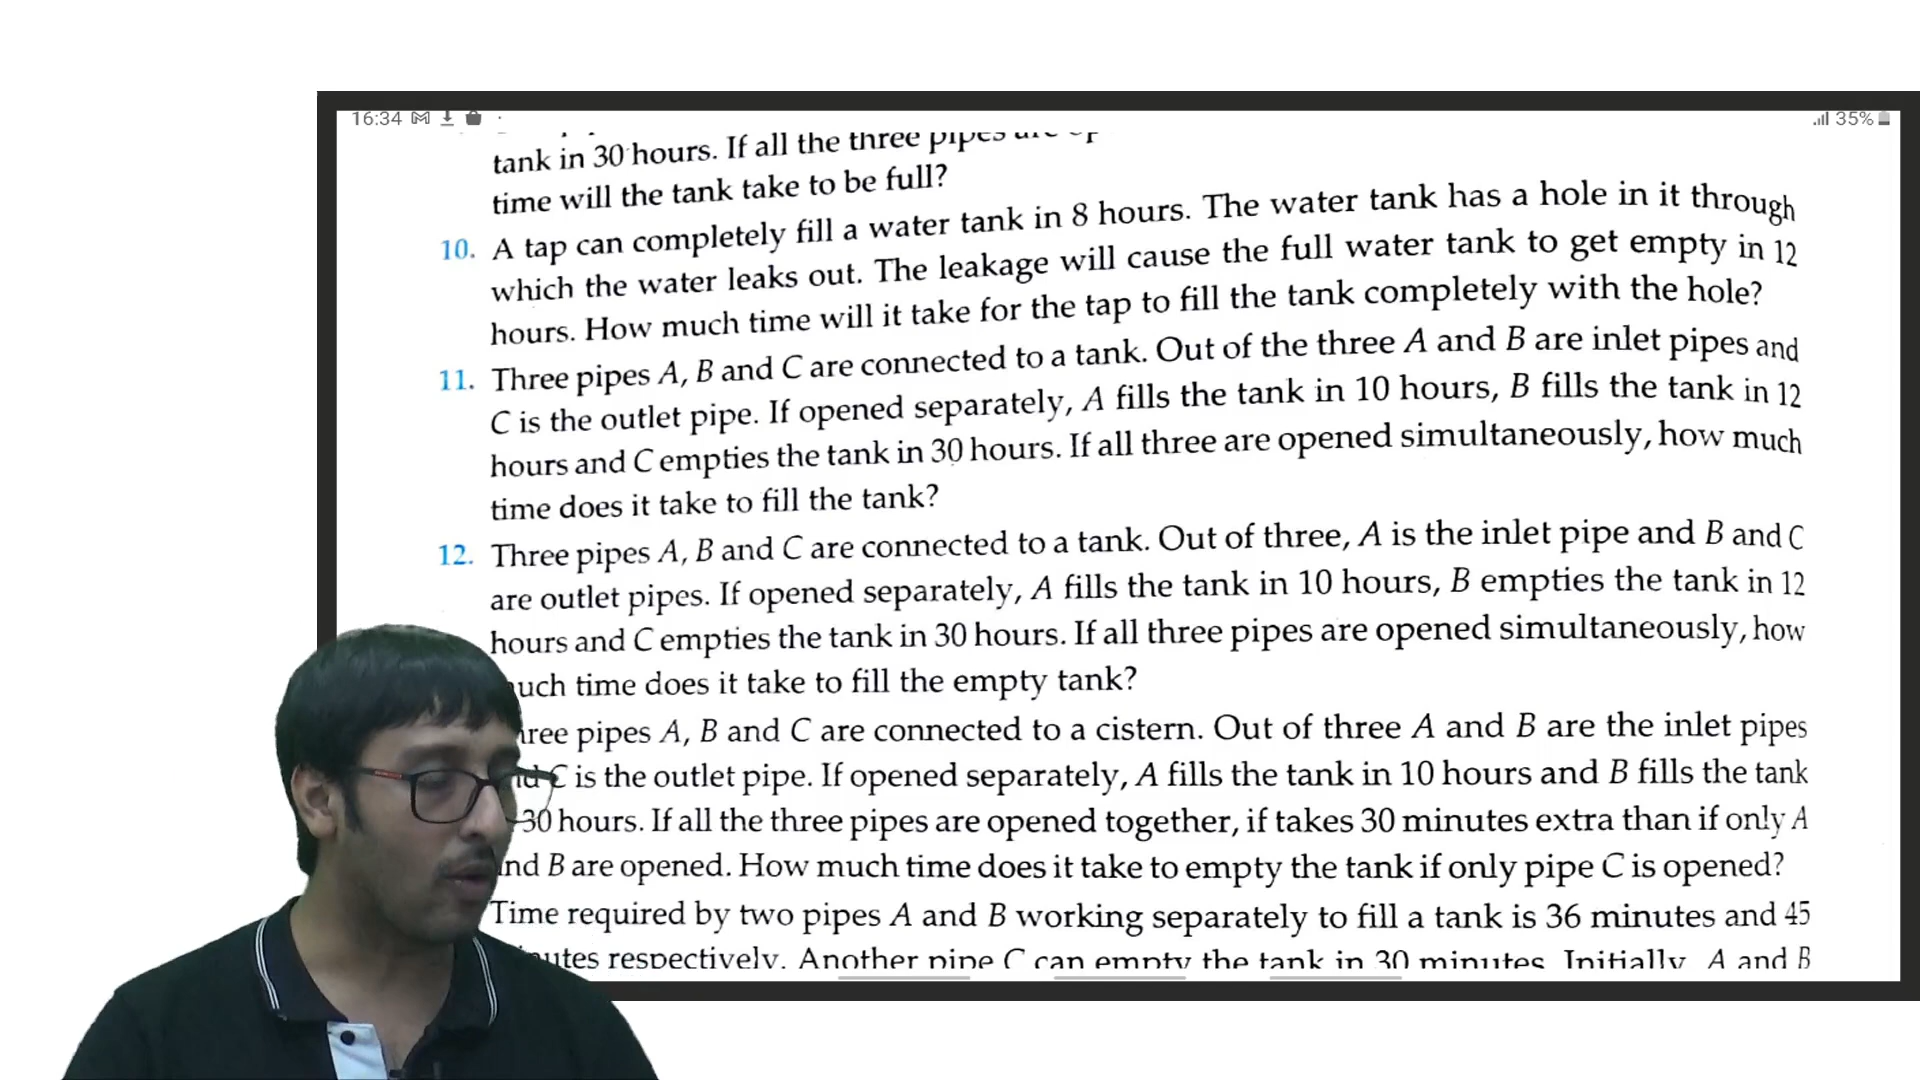 16:34
35%
tank in 30 hours. If all the three pipes
time will the tank take to be full?
10. A tap can completely fill a water tank in 8 hours. The water tank has a hole in it through
which the water leaks out. The leakage will cause the full water tank to get empty in 12
hours. How much time will it take for the tap to fill the tank completely with the hole?
11. Three pipes A, B and C are connected to a tank. Out of the three A and B are inlet pipes and
C is the outlet pipe. If opened separately, A fills the tank in 10 hours, B fills the tank in 12
hours and C empties the tank in 30 hours. If all three are opened simultaneously, how much
time does it take to fill the tank?
12. Three pipes A, B and C are connected to a tank. Out of three, A is the inlet pipe and B and C
are outlet pipes. If opened separately, A fills the tank in 10 hours, B empties the tank in 12
hours and C empties the tank in 30 hours. If all three pipes are opened simultaneously, how
uch time does it take to fill the empty tank?
ree pipes A, B and C are connected to a cistern. Out of three A and B are the inlet pipes
C is the outlet pipe. If opened separately, A fills the tank in 10 hours and B fills the tank
30 hours. If all the three pipes are opened together, if takes 30 minutes extra than if only A
nd B are opened. How much time does it take to empty the tank if only pipe C is opened?
Time required by two pipes A and B working separately to fill a tank is 36 minutes and 45
utes respectively. Another pipe C can empty the tank in 30 minutes. Initially A and B